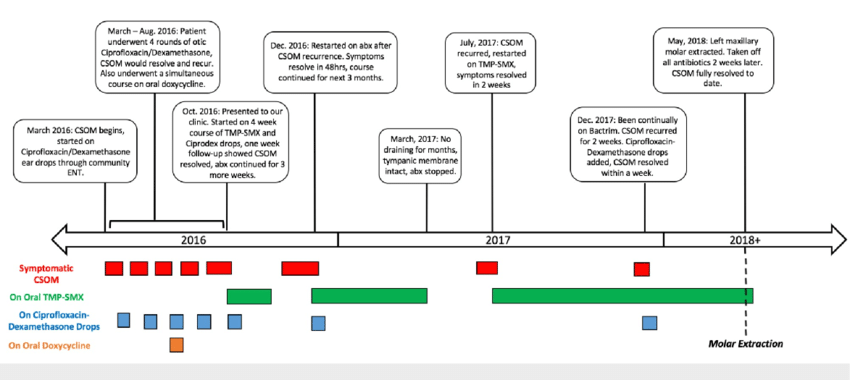 March – Aug. 2016: Patient
underwent 4 rounds of otic
Ciprofloxacin/Dexamethasone,
CSOM would resolve and recur.
Also underwent a simultaneous
course on oral doxycycline.
Dec. 2016: Restarted on abx after
CSOM recurrence. Symptoms
resolve in 48hrs, course
continued for next 3 months.
July, 2017: CSOM
recurred, restarted
on TMP-SMX,
symptoms resolved
in 2 weeks
May, 2018: Left maxillary
molar extracted. Taken off
all antibiotics 2 weeks later.
CSOM fully resolved to
date.
March 2016: CSOM begins,
started on
Ciprofloxacin/Dexamethasone
ear drops through community
ENT.
Oct. 2016: Presented to our
clinic. Started on 4 week
course of TMP-SMX and
Ciprodex drops, one week
follow-up showed CSOM
resolved, abx continued for 3
more weeks.
March, 2017: No
draining for months,
tympanic membrane
intact, abx stopped.
Dec. 2017: Been continually
on Bactrim. CSOM recurred
for 2 weeks. Ciprofloxacin-
Dexamethasone drops
added, CSOM resolved
within a week.
2016
2017
2018+
Symptomatic
CSOM
On Oral TMP-SMX
On Ciprofloxacin-
Dexamethasone Drops
On Oral Doxycycline
Molar Extraction